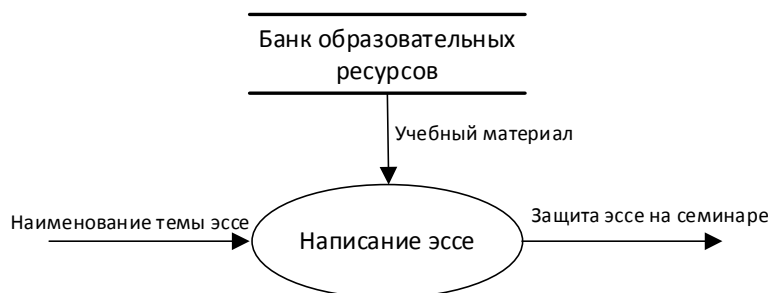 Банк образовательных
ресурсов
Учебный материал
Наименование темы эссе
Написание эссе
Защита эссе на семинаре